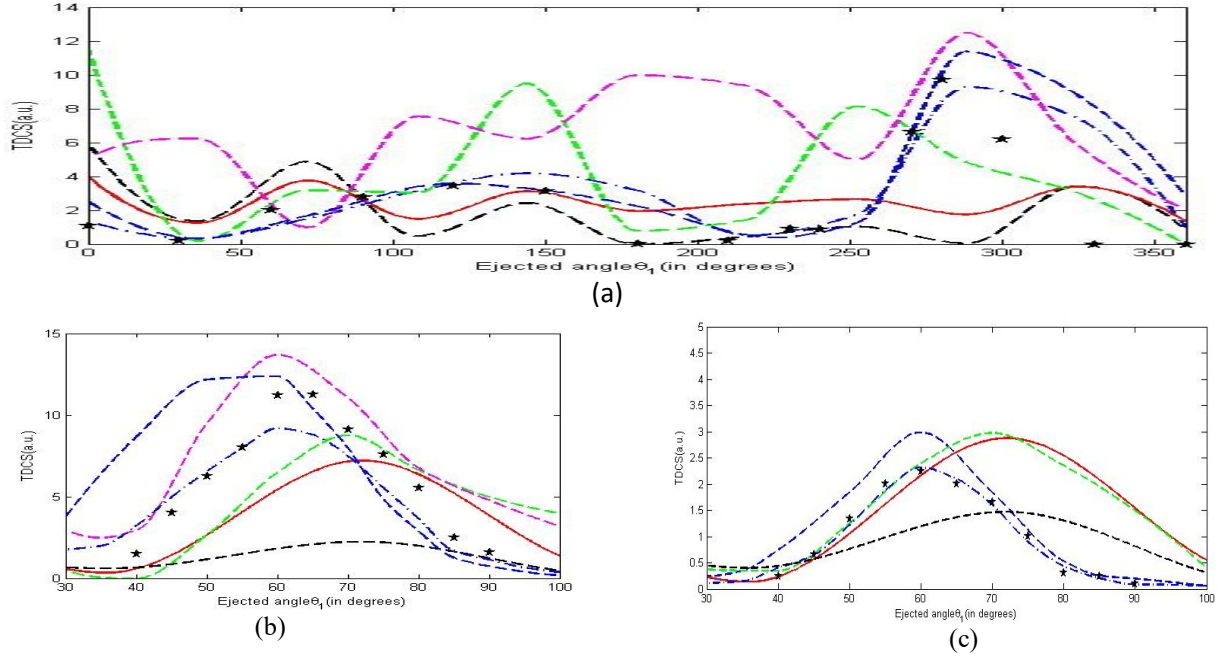 14
12
10
8
6
4
2
0
TDCS(a.u.)
0 50 100 150 200 250 300 350
Ejected angleθ1 (in degrees)
(a)
15
10
5
0
TDCS(a.u.)
30 40 50 60 70 80 90 100
Ejected angleθ1(in degrees)
(b)
5
4.5
4
3.5
3
2.5
2
1.5
1
0.5
0
TDCS(a.u.)
30 40 50 60 70 80 90 100
Ejected angleθ1(in degrees)
(c)